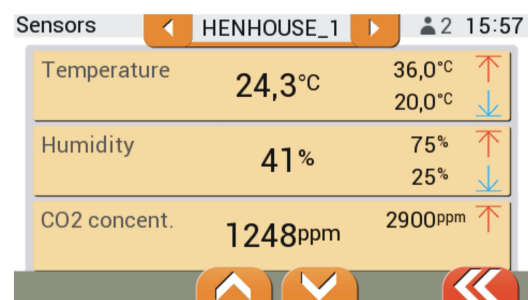 Sensors HENHOUSE_1 2 15:57
Temperature 24,3°C 36,0°C
20,0°C
Humidity 41% 75%
25%
CO2 concent. 1248ppm 2900ppm